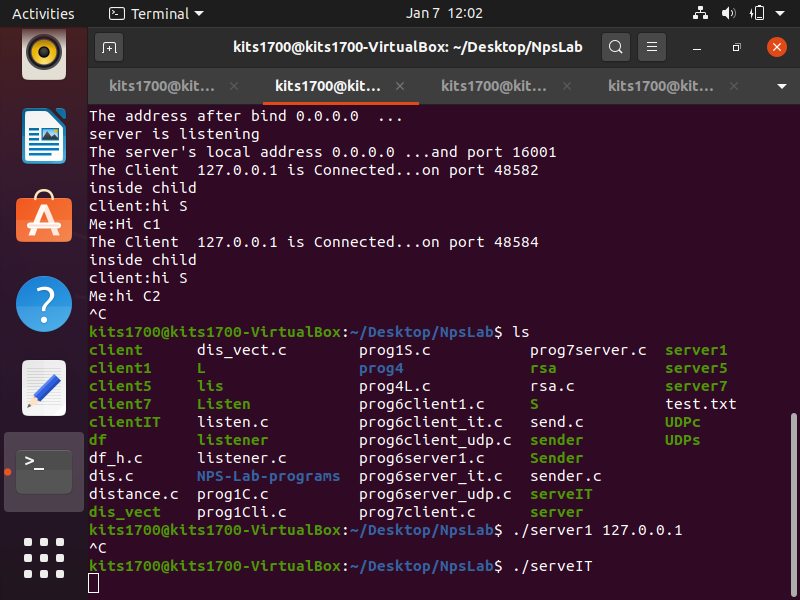 Activities Terminal Jan 7 12:02
kits1700@kits1700-VirtualBox: ~/Desktop/NpsLab
kits1700@kit... kits1700@kit... kits1700@kit... kits1700@kit...
The address after bind 0.0.0.0  ...
server is listening
The server's local address 0.0.0.0 ...and port 16001
The Client  127.0.0.1 is Connected...on port 48582
inside child
client:hi S
Me:Hi c1
The Client  127.0.0.1 is Connected...on port 48584
inside child
client:hi S
Me:hi C2
^C
kits1700@kits1700-VirtualBox:~/Desktop/NpsLab$ ls
client      dis_vect.c        prog1S.c           prog7server.c  server1
client1     L                 prog4              rsa            server5
client5     lis               prog4L.c           rsa.c          server7
client7     Listen            prog6client1.c     S              test.txt
clientIT    listen.c          prog6client_it.c   send.c         UDPc
df          listener          prog6client_udp.c  sender         UDPs
df_h.c      listener.c        prog6server1.c     Sender
dis.c       NPS-Lab-programs  prog6server_it.c   sender.c
distance.c  prog1C.c          prog6server_udp.c  serveIT
dis_vect    prog1Cli.c        prog7client.c      server
kits1700@kits1700-VirtualBox:~/Desktop/NpsLab$ ./server1 127.0.0.1
^C
kits1700@kits1700-VirtualBox:~/Desktop/NpsLab$ ./serveIT